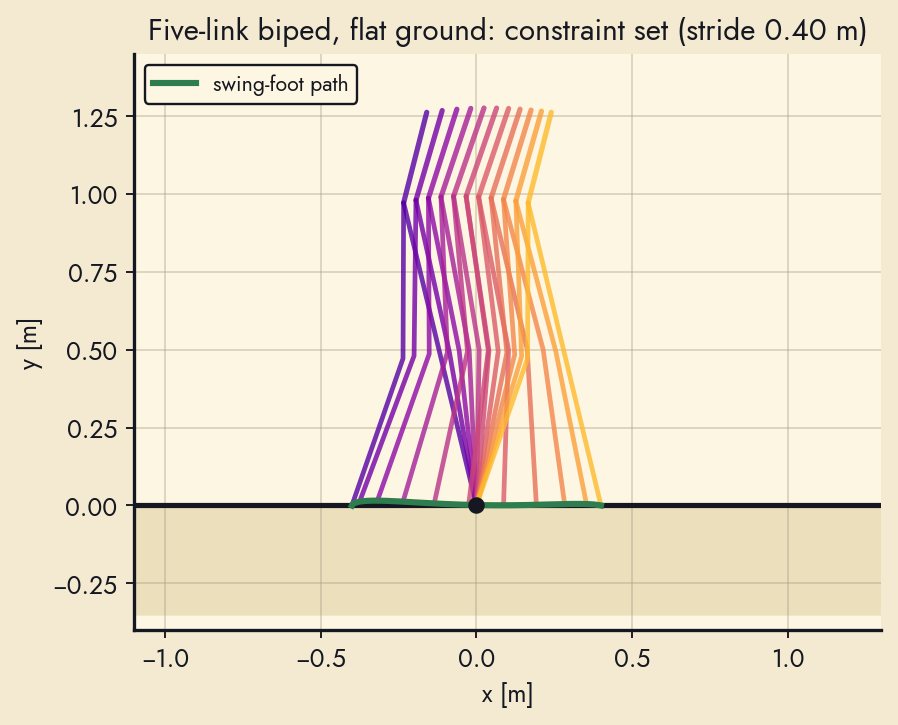 Five-link biped, flat ground: constraint set (stride 0.40 m)
swing-foot path
1.25
1.00
0.75
0.50
0.25
0.00
−0.25
y [m]
−1.0 −0.5 0.0 0.5 1.0
x [m]